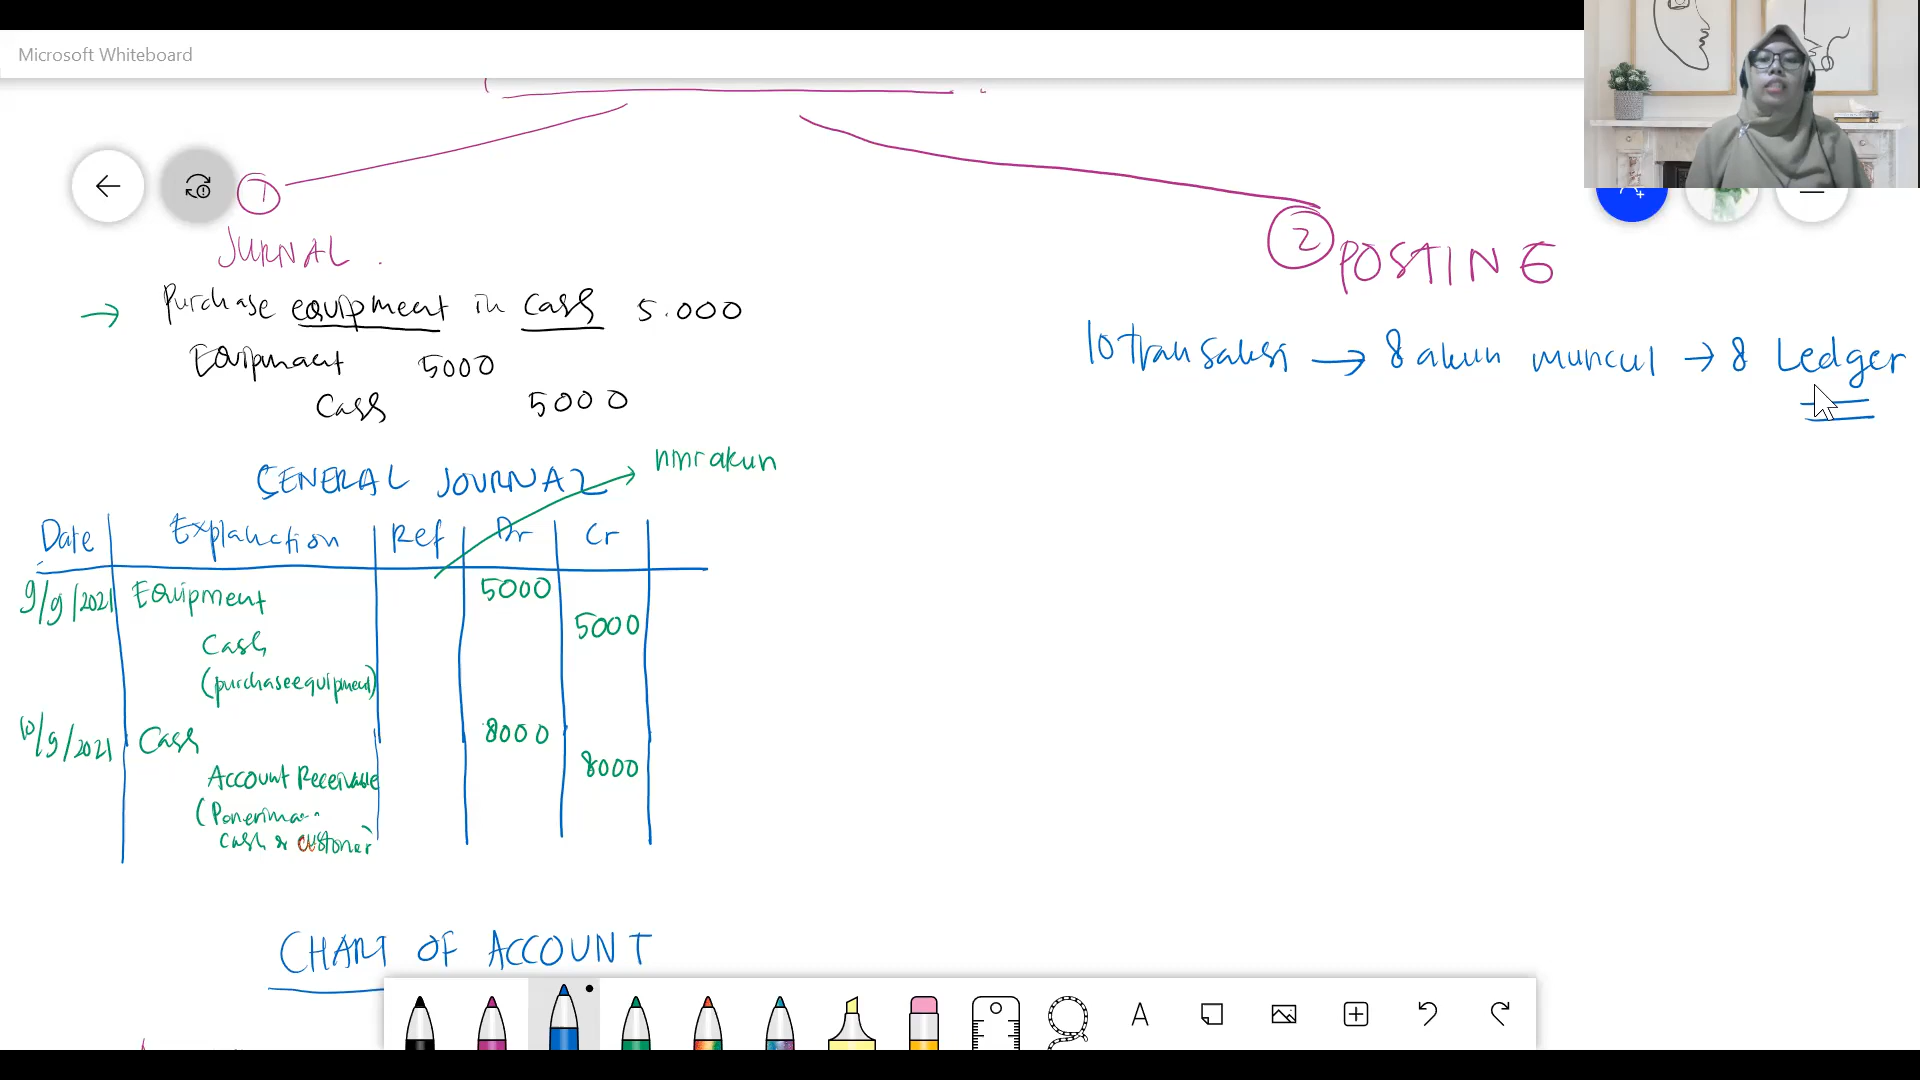 Microsoft Whiteboard
1
JURNAL.
→ Purchase equipment in cash 5.000
Equipment 5000
Cash 5000
GENERAL JOURNAL
nmr akun
Date Explanction Ref Dr Cr
9/9/2021 Equipment 5000
Cash 5000
(purchase equipment)
10/9/2021 Cash 8000
Account Receivable 8000
(Penerimaan
cash customer)
CHART OF ACCOUNT
2 POSTING
10 transaksi → 8 akun muncul → 8 Ledger
A